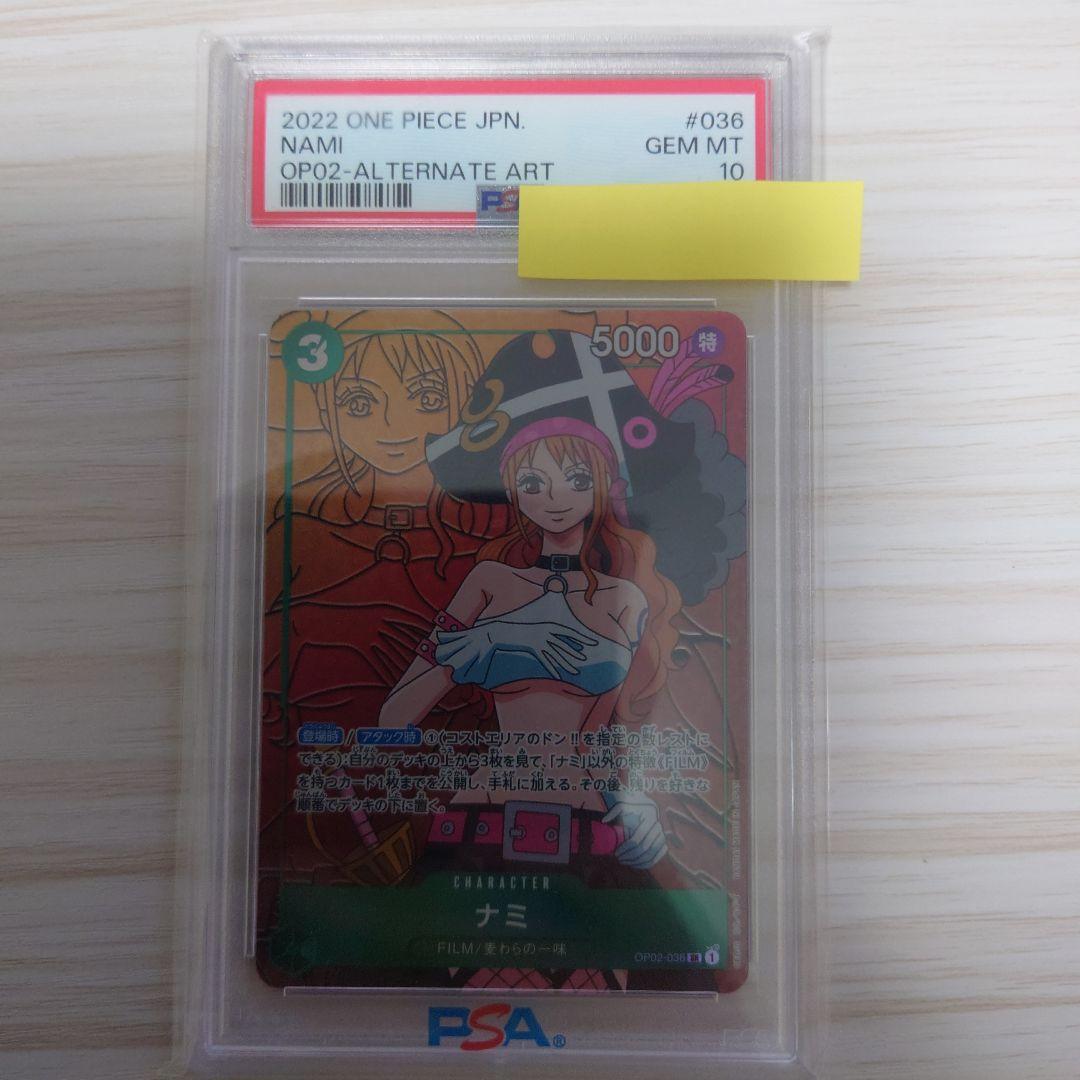 2022 ONE PIECE JPN. #036
NAMI GEM MT
OP02-ALTERNATE ART 10
PS
3
5000 特
登場時 / アタック時 ①(コストエリアのドン!!を指定の数レストに
できる):自分のデッキの上から3枚を見て、「ナミ」以外の特徴《FILM》
を持つカード1枚までを公開し、手札に加える。その後、残りを好きな
順番でデッキの下に置く。
CHARACTER
ナミ
FILM/麦わらの一味
OP02-036 SR 1
PSA®